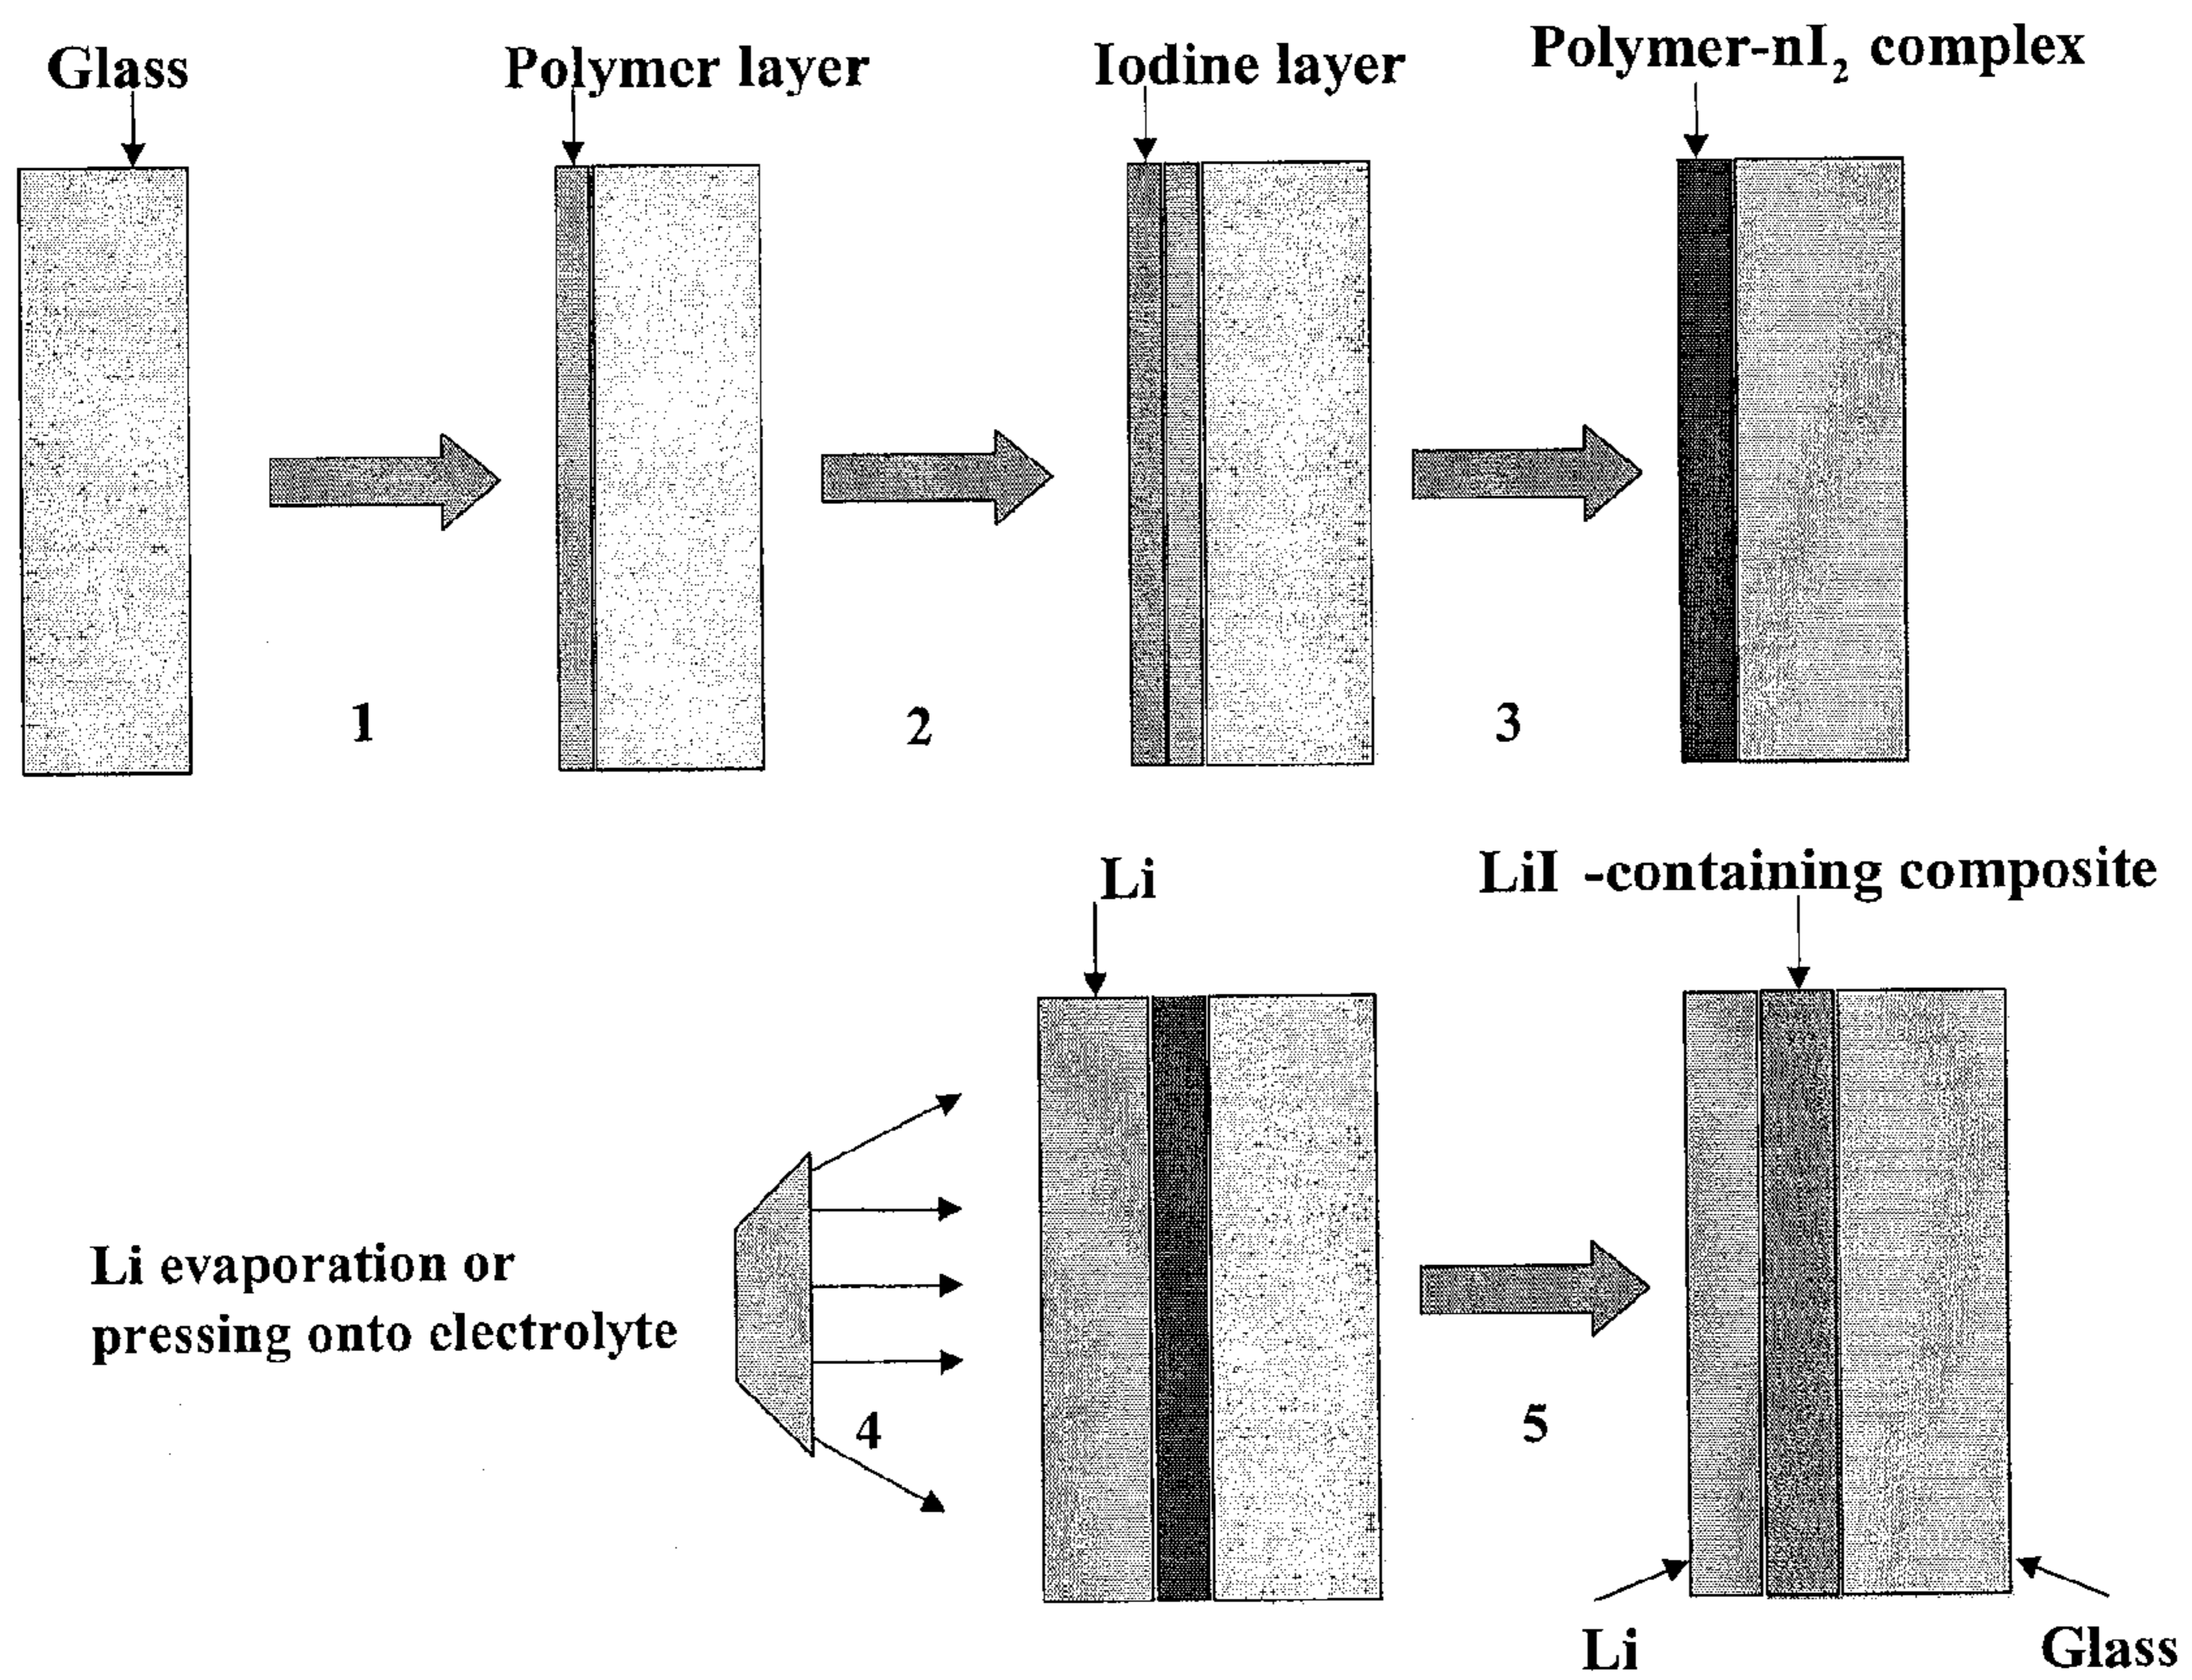 Glass
Polymer layer
Iodine layer
Polymer-nI₂ complex
1
2
3
Li
LiI -containing composite
Li evaporation or
pressing onto electrolyte
4
5
Li
Glass